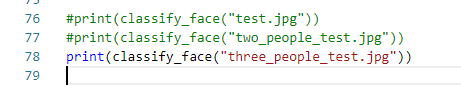 76 #print(classify_face("test.jpg"))
77 #print(classify_face("two_people_test.jpg"))
78 print(classify_face("three_people_test.jpg"))
79